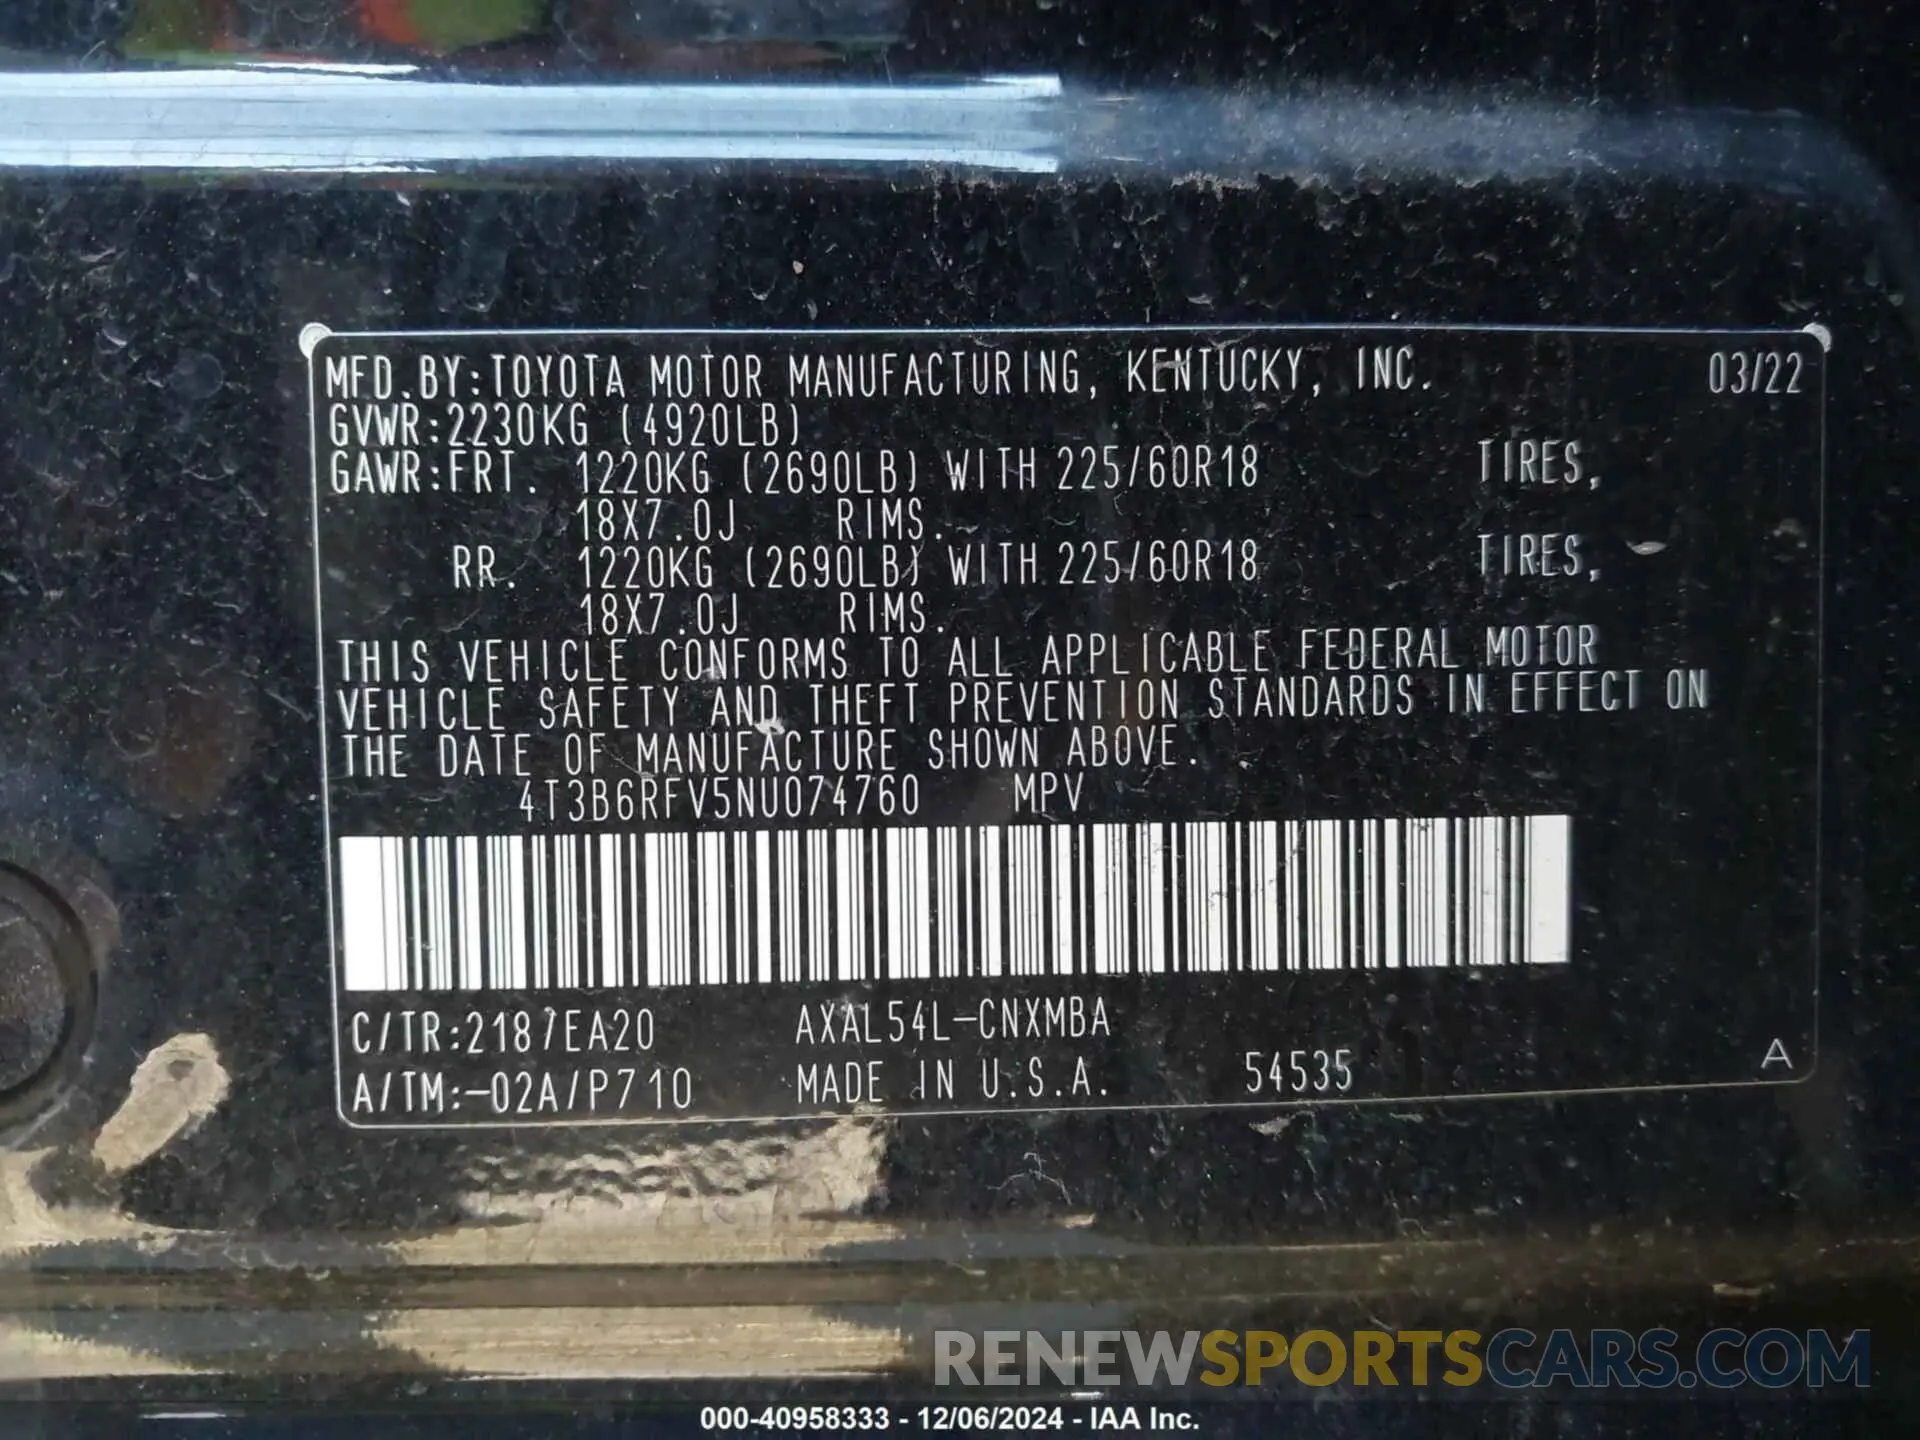 MFD.BY:TOYOTA MOTOR MANUFACTURING, KENTUCKY, INC. 03/22
GVWR:2230KG (4920LB)
GAWR:FRT. 1220KG (2690LB) WITH 225/60R18 TIRES,
18X7.0J RIMS.
RR. 1220KG (2690LB) WITH 225/60R18 TIRES,
18X7.0J RIMS.
THIS VEHICLE CONFORMS TO ALL APPLICABLE FEDERAL MOTOR
VEHICLE SAFETY AND THEFT PREVENTION STANDARDS IN EFFECT ON
THE DATE OF MANUFACTURE SHOWN ABOVE.
4T3B6RFV5NU074760 MPV
C/TR:2187EA20 AXAL54L-CNXMBA
A/TM:-02A/P710 MADE IN U.S.A. 54535 A
RENEWSPORTSCARS.COM
000-40958333 - 12/06/2024 - IAA Inc.